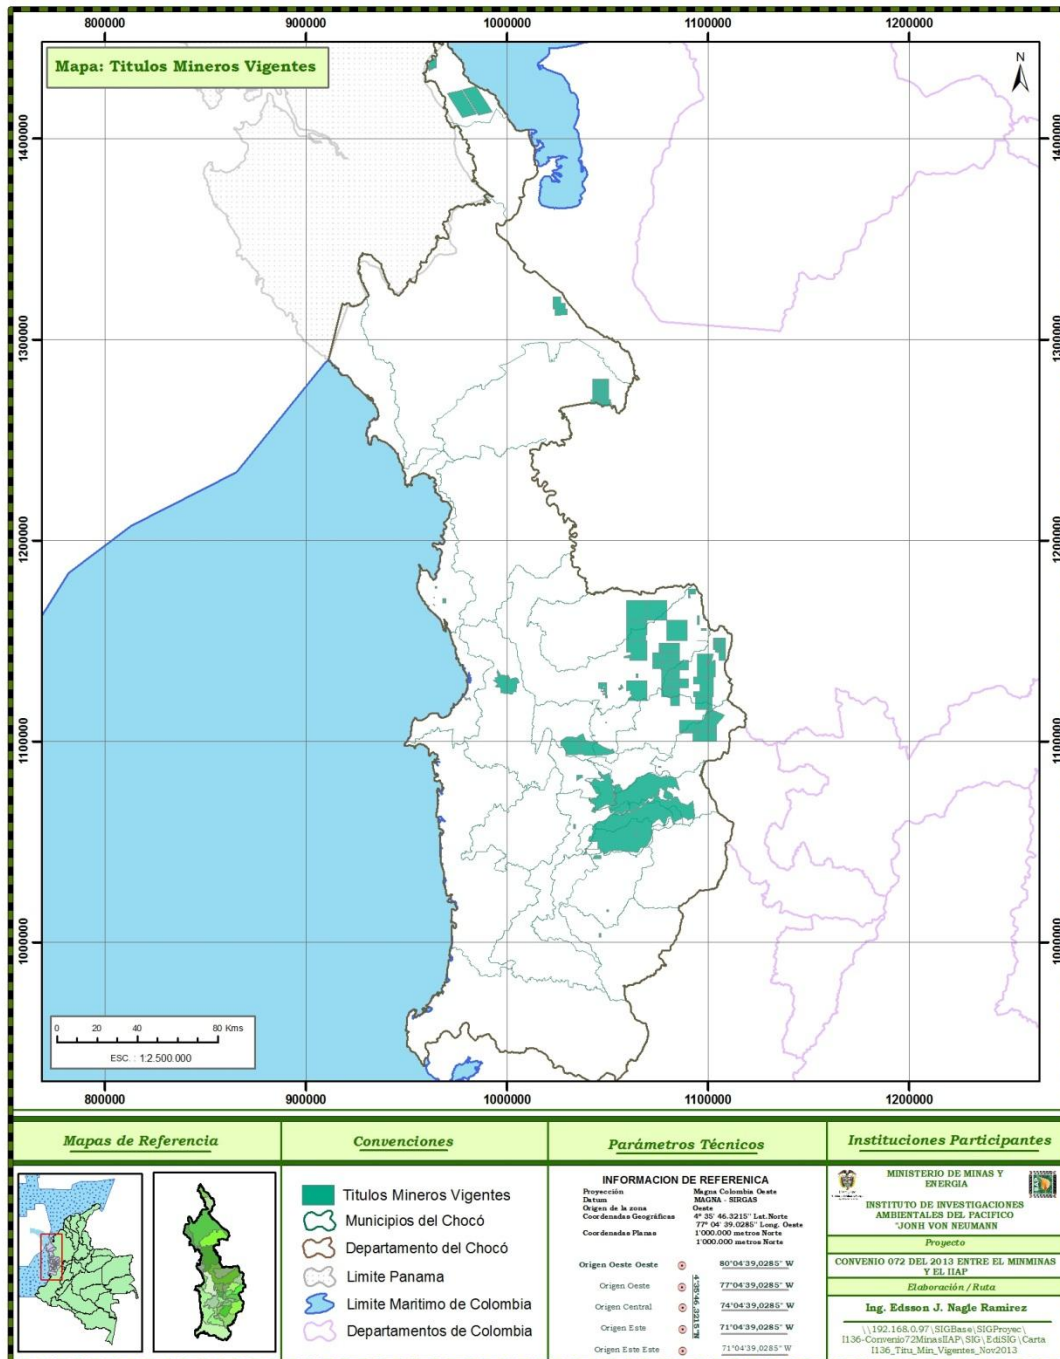 800000
900000
1000000
1100000
1200000
Mapa: Titulos Mineros Vigentes
N
1400000
1400000
1300000
1300000
1200000
1200000
1100000
1100000
1000000
1000000
0 20 40 80 Kms
ESC. : 1:2.500.000
800000
900000
1000000
1100000
1200000
Mapas de Referencia
Convenciones
Titulos Mineros Vigentes
Municipios del Chocó
Departamento del Chocó
Limite Panama
Limite Maritimo de Colombia
Departamentos de Colombia
Parámetros Técnicos
INFORMACION DE REFERENICA
Proyección Magna Colombia Oeste
Datum MAGNA - SIRGAS
Origen de la zona Oeste
Coordenadas Geográficas 4° 35' 46.3215" Lat.Norte
77° 04' 39.0285" Long. Oeste
Coordenadas Planas 1'000.000 metros Norte
1'000.000 metros Norte
Origen Oeste Oeste 80°04'39,0285" W
Origen Oeste 77°04'39,0285" W
Origen Central 74°04'39,0285" W
Origen Este 71°04'39,0285" W
Origen Este Este 71°04'39,0285" W
Instituciones Participantes
MINISTERIO DE MINAS Y
ENERGIA
INSTITUTO DE INVESTIGACIONES
AMBIENTALES DEL PACIFICO
"JONH VON NEUMANN
Proyecto
CONVENIO 072 DEL 2013 ENTRE EL MINMINAS
Y EL IIAP
Elaboración / Ruta
Ing. Edsson J. Nagle Ramirez
\\192.168.0.97\SIGBase\SIGProyec\
I136-Convenio72MinasIIAP\SIG\EdiSIG\Carta
I136_Titu_Min_Vigentes_Nov2013